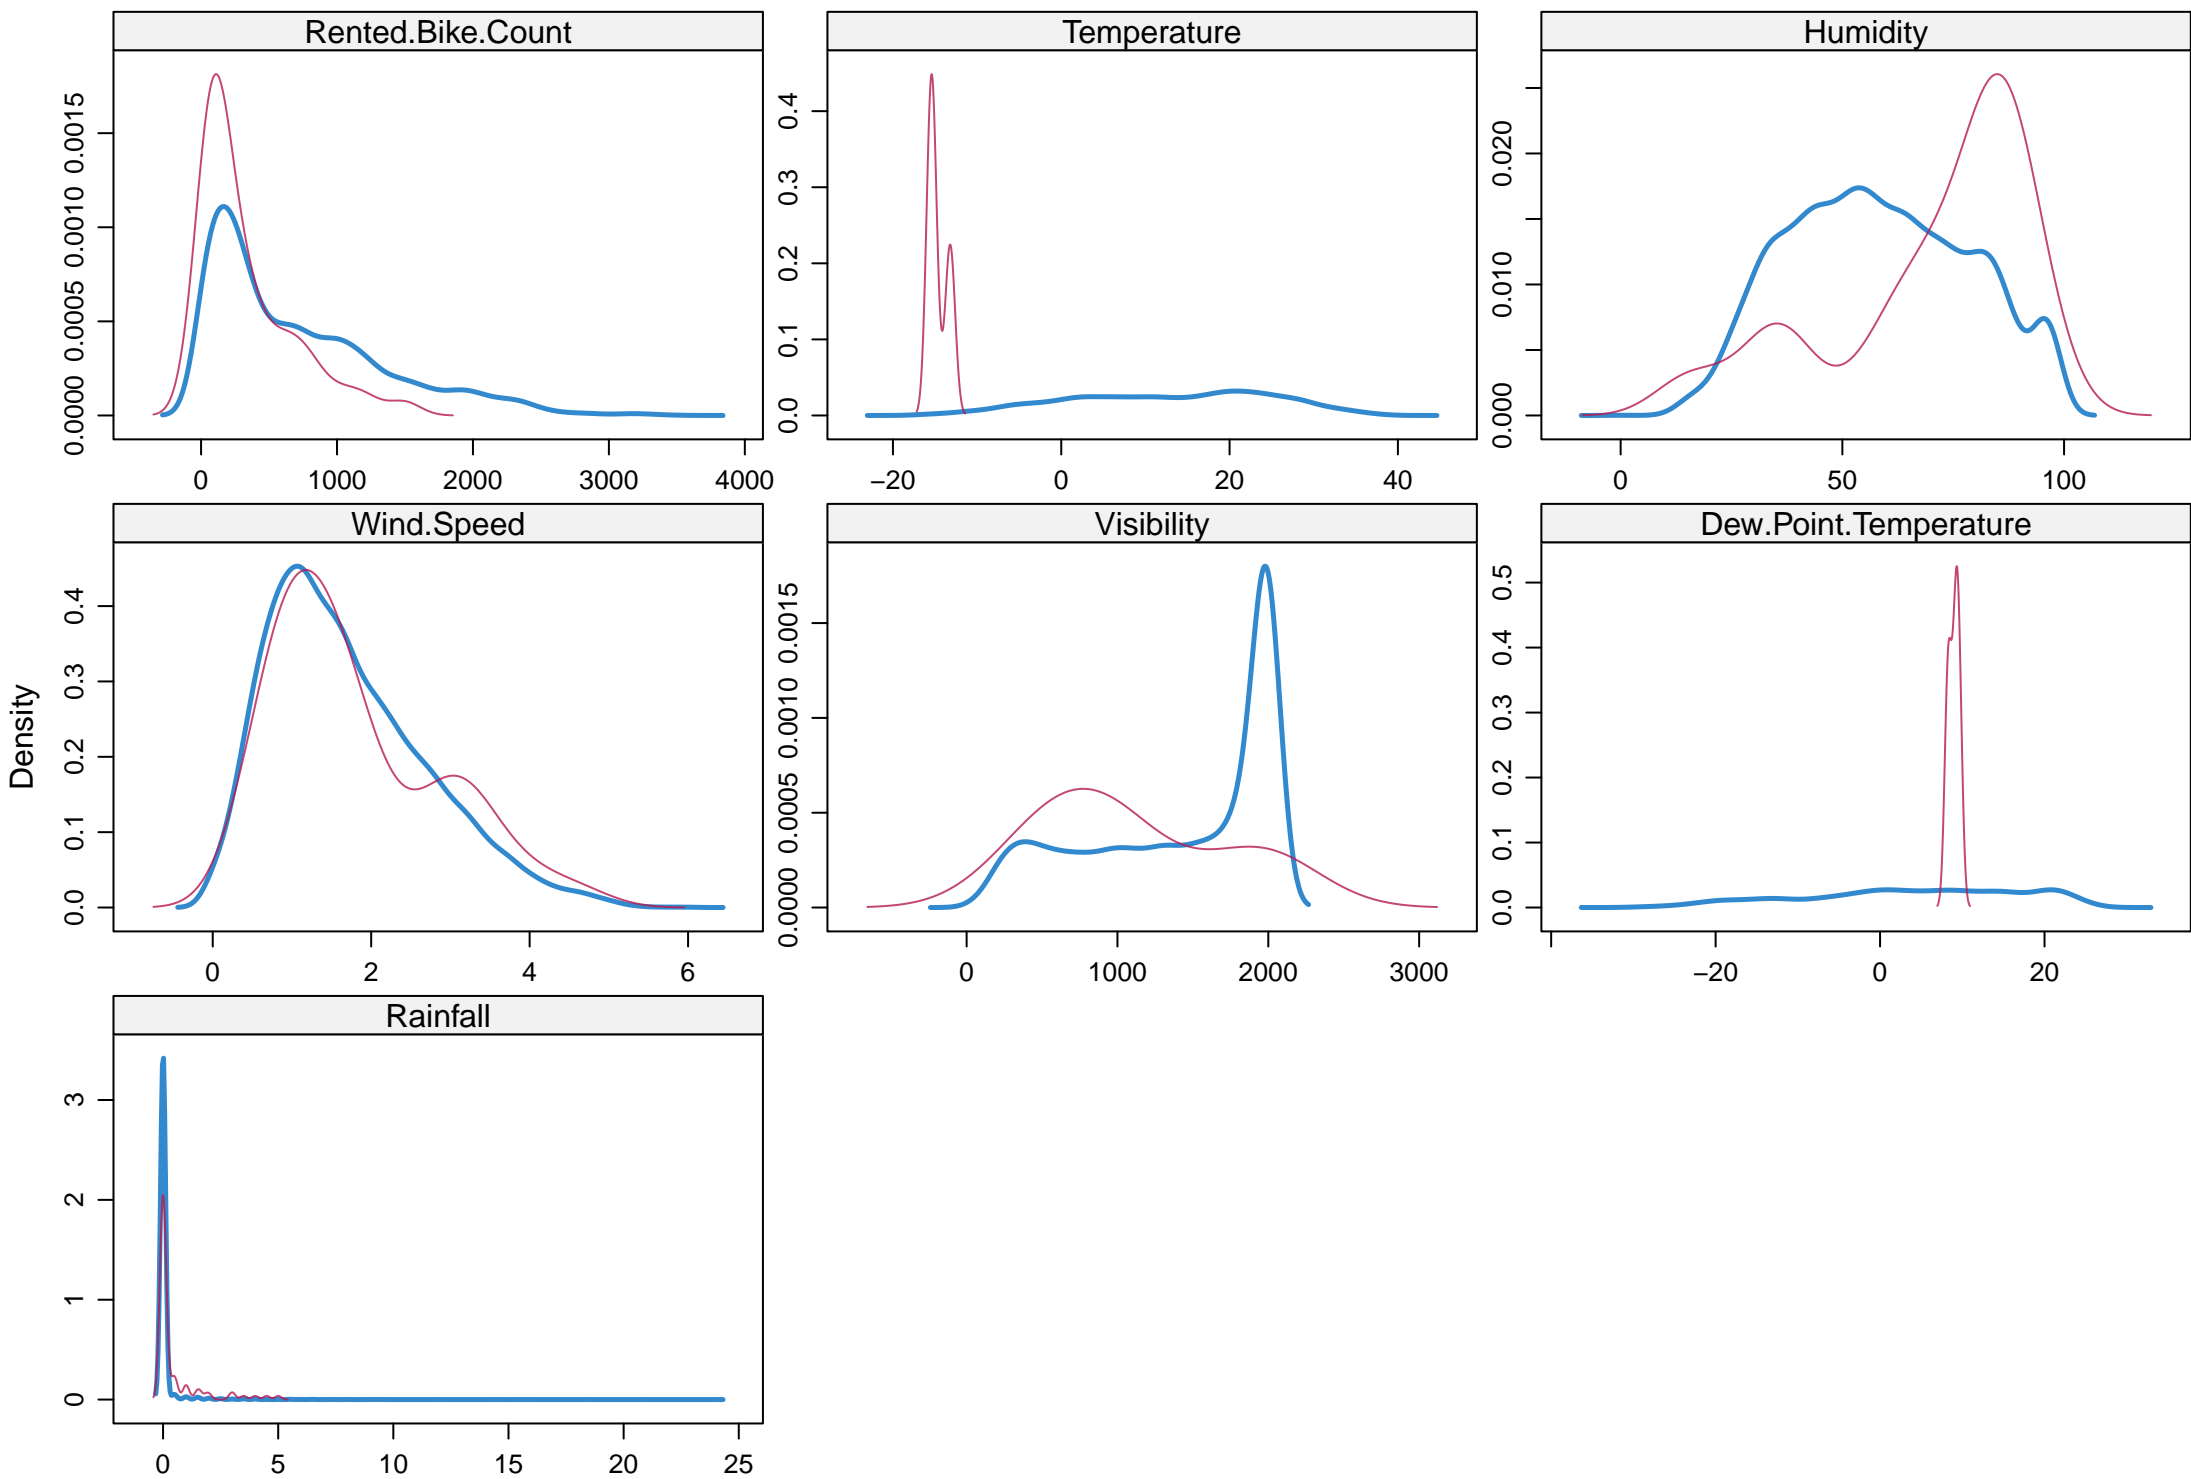 Rented.Bike.Count
Temperature
Humidity
0.0000 0.0005 0.0010 0.0015
0 1000 2000 3000 4000
0.0 0.1 0.2 0.3 0.4
−20 0 20 40
0.000 0.010 0.020
0 50 100
Wind.Speed
Visibility
Dew.Point.Temperature
Density
0.0 0.1 0.2 0.3 0.4
0 2 4 6
0.0000 0.0005 0.0010 0.0015
0 1000 2000 3000
0.0 0.1 0.2 0.3 0.4 0.5
−20 0 20
Rainfall
0 1 2 3
0 5 10 15 20 25